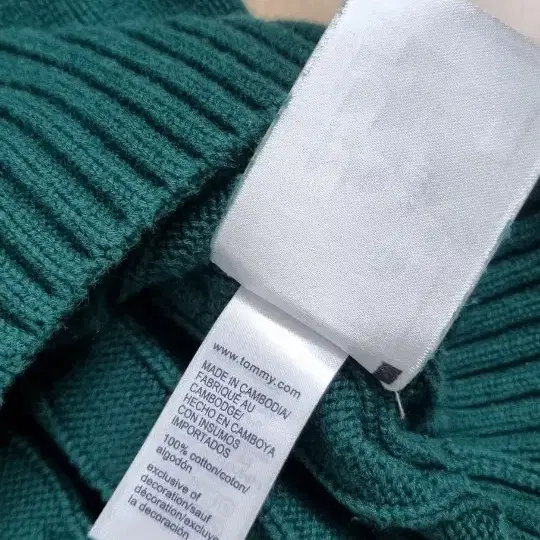 www.tommy.com
MADE IN CAMBODIA/
FABRIQUÉ AU
CAMBODGE/
HECHO EN CAMBOYA
CON INSUMOS
IMPORTADOS
100% cotton/coton/
algodón
exclusive of
decoration/sauf
décoration/excluye
la decoración